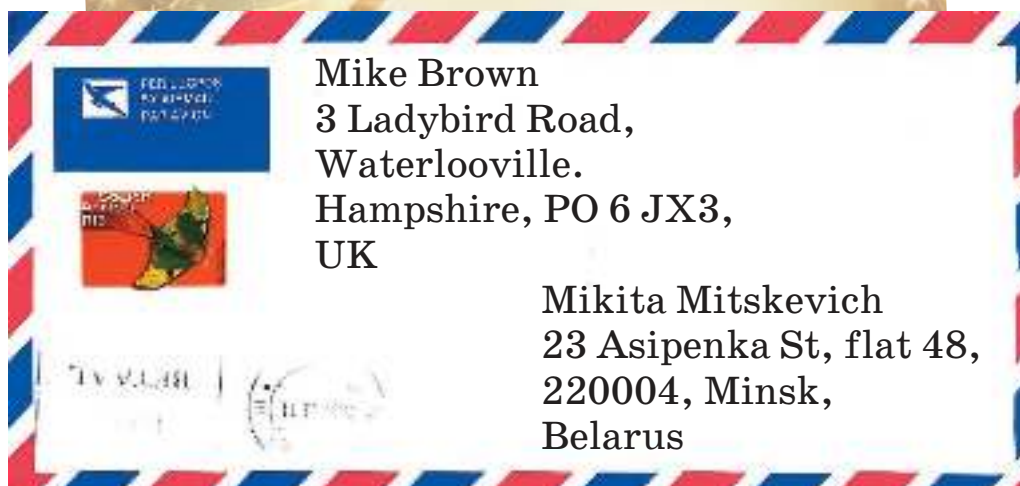 Mike Brown
3 Ladybird Road,
Waterlooville.
Hampshire, PO 6 JX3,
UK
Mikita Mitskevich
23 Asipenka St, flat 48,
220004, Minsk,
Belarus